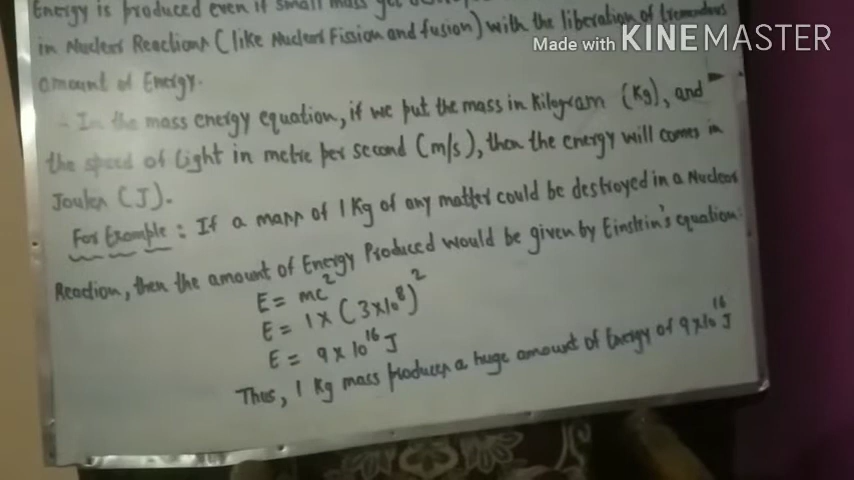 Energy is produced even if small mass get
in Nuclear Reactions (like Nuclear Fission and fusion) with the liberation of tremendous
amount of Energy.
Made with KINEMASTER
- In the mass energy equation, if we put the mass in Kilogram (Kg), and
the speed of Light in metre per second (m/s), then the energy will comes in
Joules (J).
For Example : If a mass of 1 Kg of any matter could be destroyed in a Nuclear
Reaction, then the amount of Energy Produced would be given by Einstein's equation:
E = mc²
E = 1 × (3×10⁸)²
E = 9 × 10¹⁶ J
Thus, 1 Kg mass produces a huge amount of Energy of 9×10¹⁶ J